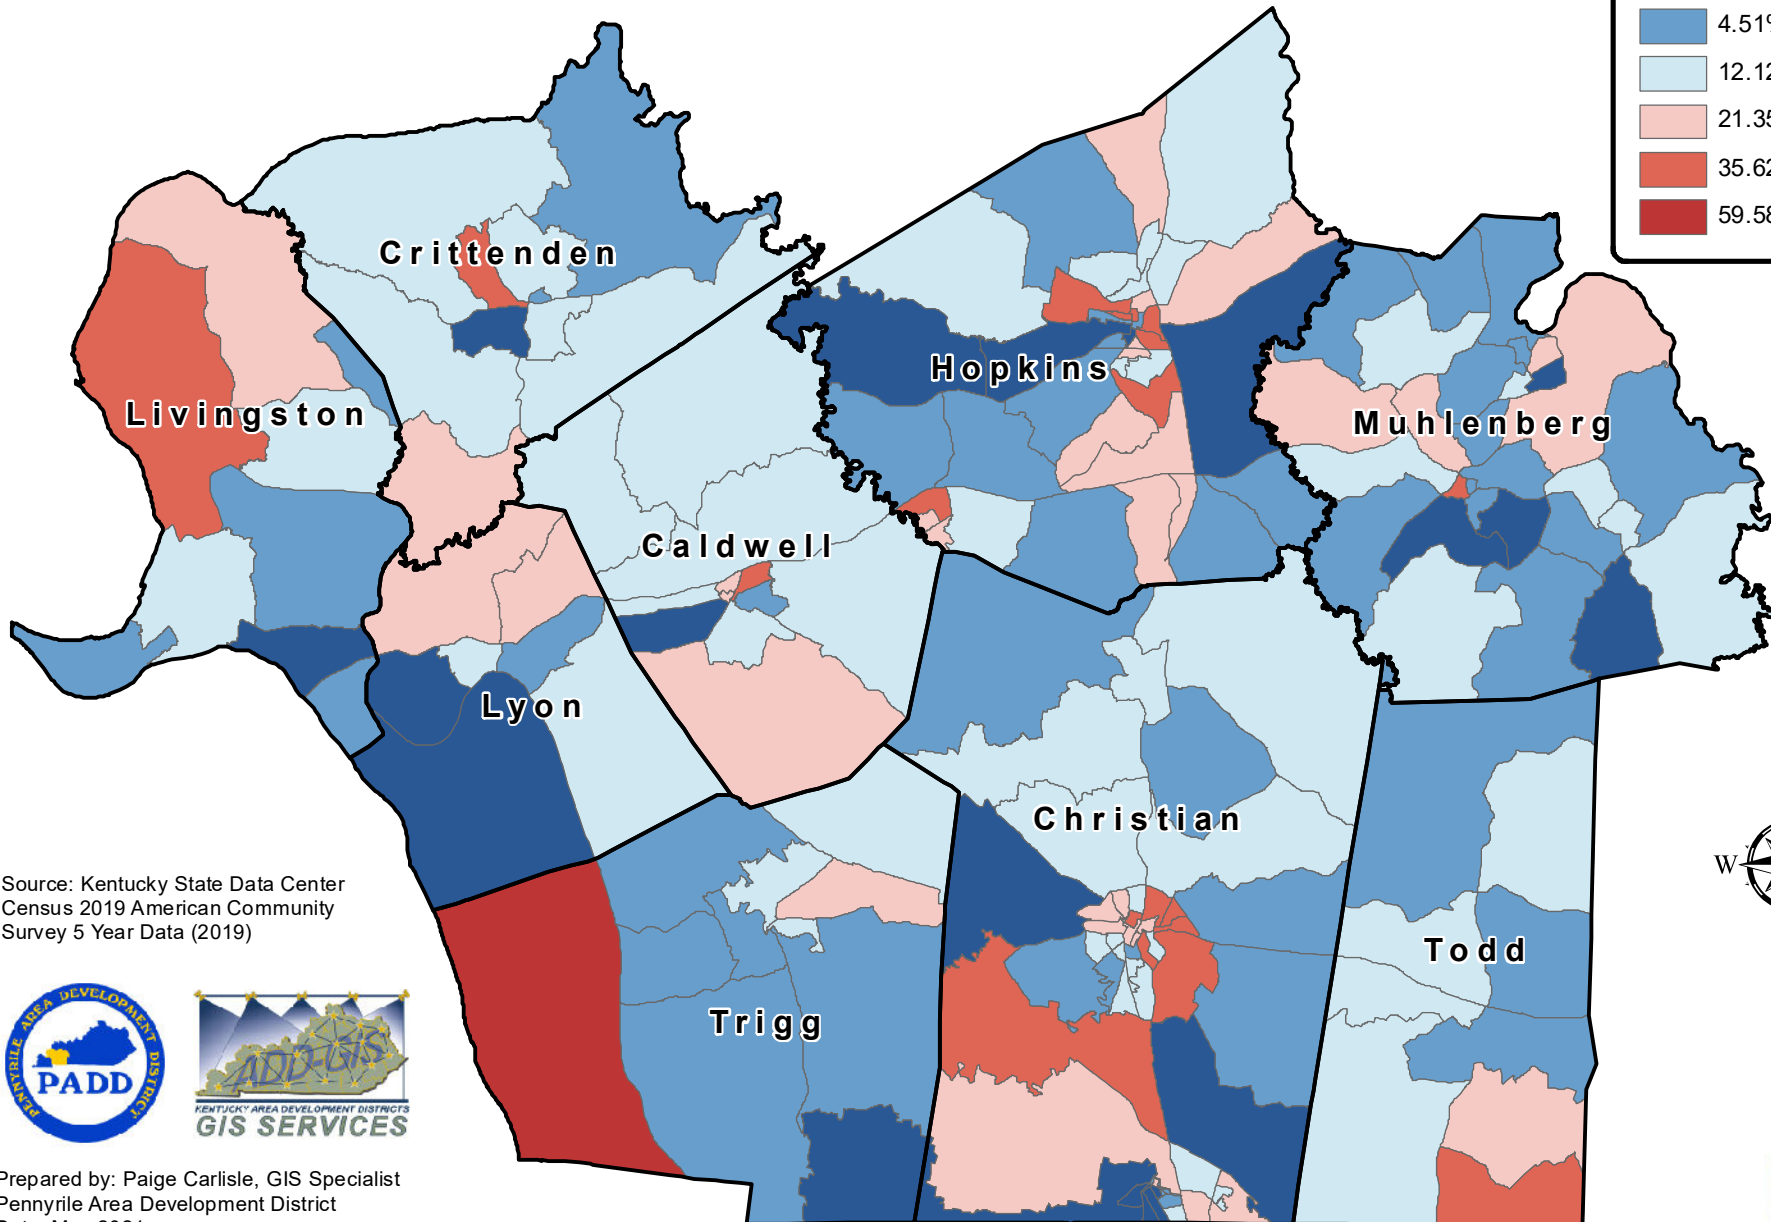 4.51%
12.12
21.35
35.62
59.58
Crittenden
Livingston
Hopkins
Muhlenberg
Caldwell
Lyon
Christian
Todd
Trigg
W
Source: Kentucky State Data Center
Census 2019 American Community
Survey 5 Year Data (2019)
PENNYRILE AREA DEVELOPMENT DISTRICT
PADD
ADD-GIS
KENTUCKY AREA DEVELOPMENT DISTRICTS
GIS SERVICES
Prepared by: Paige Carlisle, GIS Specialist
Pennyrile Area Development District